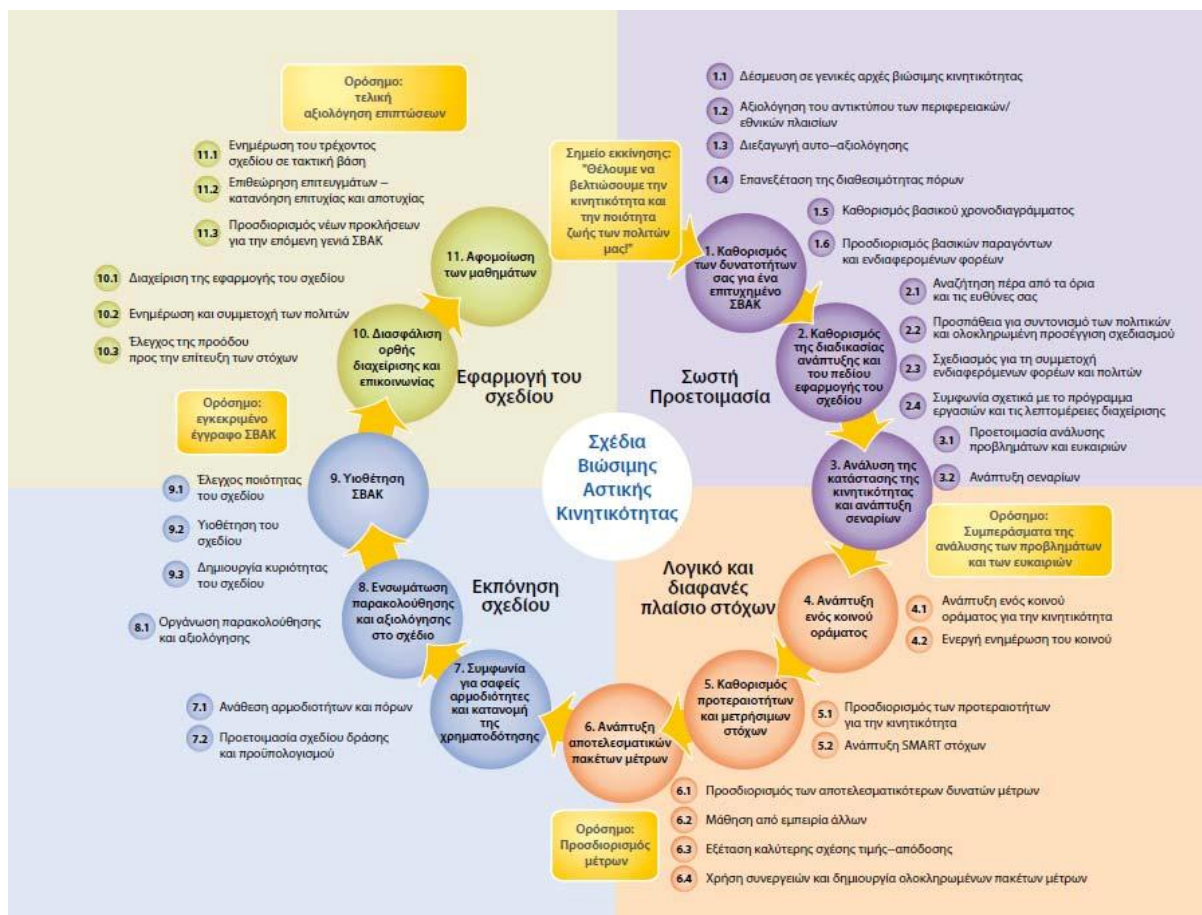 Σημείο εκκίνησης:
"Θέλουμε να
βελτιώσουμε την
κινητικότητα και
την ποιότητα
ζωής των πολιτών
μας!"
1. Καθορισμός
των δυνατοτήτων
σας για ένα
επιτυχημένο
ΣΒΑΚ
1.1 Δέσμευση σε γενικές αρχές βιώσιμης κινητικότητας
1.2 Αξιολόγηση του αντικτύπου των περιφερειακών/
εθνικών πλαισίων
1.3 Διεξαγωγή αυτο–αξιολόγησης
1.4 Επανεξέταση της διαθεσιμότητας πόρων
1.5 Καθορισμός βασικού χρονοδιαγράμματος
1.6 Προσδιορισμός βασικών παραγόντων
και ενδιαφερομένων φορέων
2. Καθορισμός
της διαδικασίας
ανάπτυξης και
του πεδίου
εφαρμογής του
σχεδίου
2.1 Αναζήτηση πέρα από τα όρια
και τις ευθύνες σας
2.2 Προσπάθεια για συντονισμό των πολιτικών
και ολοκληρωμένη προσέγγιση σχεδιασμού
2.3 Σχεδιασμός για τη συμμετοχή
ενδιαφερόμενων φορέων και πολιτών
2.4 Συμφωνία σχετικά με το πρόγραμμα
εργασιών και τις λεπτομέρειες διαχείρισης
Σωστή
Προετοιμασία
3. Ανάλυση της
κατάστασης της
κινητικότητας
και ανάπτυξη
σεναρίων
3.1 Προετοιμασία ανάλυσης
προβλημάτων και ευκαιριών
3.2 Ανάπτυξη σεναρίων
Ορόσημο:
Συμπεράσματα της
ανάλυσης των προβλημάτων
και των ευκαιριών
Λογικό και
διαφανές
πλαίσιο στόχων
4. Ανάπτυξη
ενός κοινού
οράματος
4.1 Ανάπτυξη ενός κοινού
οράματος για την κινητικότητα
4.2 Ενεργή ενημέρωση του κοινού
5. Καθορισμός
προτεραιοτήτων
και μετρήσιμων
στόχων
5.1 Προσδιορισμός των προτεραιοτήτων
για την κινητικότητα
5.2 Ανάπτυξη SMART στόχων
6. Ανάπτυξη
αποτελεσματικών
πακέτων μέτρων
6.1 Προσδιορισμός των αποτελεσματικότερων δυνατών μέτρων
6.2 Μάθηση από εμπειρία άλλων
6.3 Εξέταση καλύτερης σχέσης τιμής–απόδοσης
6.4 Χρήση συνεργειών και δημιουργία ολοκληρωμένων πακέτων μέτρων
Ορόσημο:
Προσδιορισμός
μέτρων
7. Συμφωνία
για σαφείς
αρμοδιότητες
και κατανομή
της
χρηματοδότησης
7.1 Ανάθεση αρμοδιοτήτων και πόρων
7.2 Προετοιμασία σχεδίου δράσης
και προϋπολογισμού
Εκπόνηση
σχεδίου
8. Ενσωμάτωση
παρακολούθησης
και αξιολόγησης
στο σχέδιο
8.1 Οργάνωση παρακολούθησης
και αξιολόγησης
9. Υιοθέτηση
ΣΒΑΚ
9.1 Έλεγχος ποιότητας
του σχεδίου
9.2 Υιοθέτηση του
σχεδίου
9.3 Δημιουργία κυριότητας
του σχεδίου
Ορόσημο:
εγκεκριμένο
έγγραφο ΣΒΑΚ
Εφαρμογή του
σχεδίου
10. Διασφάλιση
ορθής
διαχείρισης και
επικοινωνίας
10.1 Διαχείριση της εφαρμογής του σχεδίου
10.2 Ενημέρωση και συμμετοχή των πολιτών
10.3 Έλεγχος της προόδου
προς την επίτευξη των στόχων
11. Αφομοίωση
των μαθημάτων
11.1 Ενημέρωση του τρέχοντος
σχεδίου σε τακτική βάση
11.2 Επιθεώρηση επιτευγμάτων –
κατανόηση επιτυχίας και αποτυχίας
11.3 Προσδιορισμός νέων προκλήσεων
για την επόμενη γενιά ΣΒΑΚ
Ορόσημο:
τελική
αξιολόγηση επιπτώσεων
Σχέδια
Βιώσιμης
Αστικής
Κινητικότητας